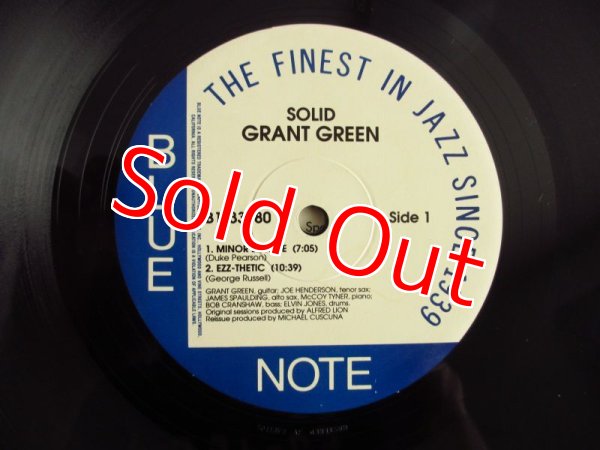 THE FINEST IN JAZZ SINCE 1939
SOLID
GRANT GREEN
Sold Out
Side 1
1. MINOR (7:05)
(Duke Pearson)
2. EZZ-THETIC (10:39)
(George Russell)
GRANT GREEN, guitar; JOE HENDERSON, tenor sax;
JAMES SPAULDING, alto sax; McCOY TYNER, piano;
BOB CRANSHAW, bass; ELVIN JONES, drums.
Original sessions produced by ALFRED LION
Reissue produced by MICHAEL CUSCUNA
BLUE
NOTE